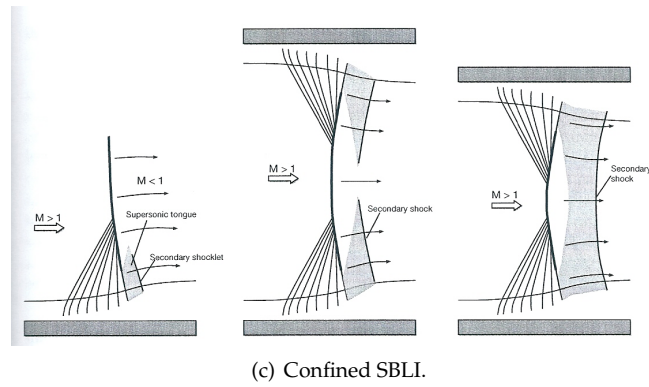 M > 1
M < 1
Supersonic tongue
Secondary shocklet
M > 1
Secondary shock
M > 1
Secondary
shock
(c) Confined SBLI.